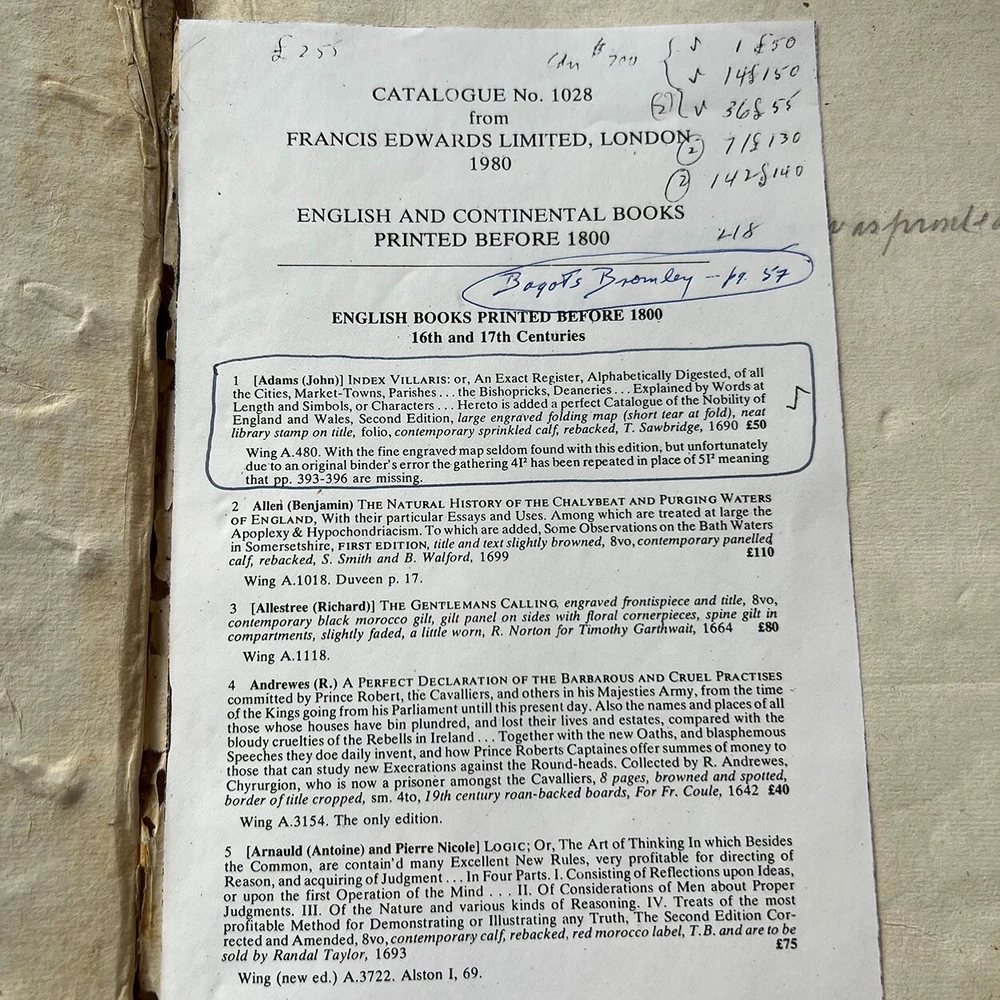 £ 255
Cdn $ 700
1 £50
14 £150
36 £55
(2) 71 £130
(2) 142 £140
218
CATALOGUE No. 1028
from
FRANCIS EDWARDS LIMITED, LONDON
1980
ENGLISH AND CONTINENTAL BOOKS
PRINTED BEFORE 1800
was printed
Bagot's Bromley - pg. 57
ENGLISH BOOKS PRINTED BEFORE 1800
16th and 17th Centuries
1 [Adams (John)] INDEX VILLARIS: or, An Exact Register, Alphabetically Digested, of all
the Cities, Market-Towns, Parishes . . . the Bishopricks, Deaneries . . . Explained by Words at
Length and Simbols, or Characters . . . Hereto is added a perfect Catalogue of the Nobility of
England and Wales, Second Edition, large engraved folding map (short tear at fold), neat
library stamp on title, folio, contemporary sprinkled calf, rebacked, T. Sawbridge, 1690 £50
Wing A.480. With the fine engraved map seldom found with this edition, but unfortunately
due to an original binder's error the gathering 4I² has been repeated in place of 5I² meaning
that pp. 393-396 are missing.
2 Allen (Benjamin) THE NATURAL HISTORY OF THE CHALYBEAT AND PURGING WATERS
OF ENGLAND, With their particular Essays and Uses. Among which are treated at large the
Apoplexy & Hypochondriacism. To which are added, Some Observations on the Bath Waters
in Somersetshire, FIRST EDITION, title and text slightly browned, 8vo, contemporary panelled
calf, rebacked, S. Smith and B. Walford, 1699 £110
Wing A.1018. Duveen p. 17.
3 [Allestree (Richard)] THE GENTLEMANS CALLING, engraved frontispiece and title, 8vo,
contemporary black morocco gilt, gilt panel on sides with floral cornerpieces, spine gilt in
compartments, slightly faded, a little worn, R. Norton for Timothy Garthwait, 1664 £80
Wing A.1118.
4 Andrewes (R.) A PERFECT DECLARATION OF THE BARBAROUS AND CRUEL PRACTISES
committed by Prince Robert, the Cavalliers, and others in his Majesties Army, from the time
of the Kings going from his Parliament untill this present day. Also the names and places of all
those whose houses have bin plundred, and lost their lives and estates, compared with the
bloudy cruelties of the Rebells in Ireland . . . Together with the new Oaths, and blasphemous
Speeches they doe daily invent, and how Prince Roberts Captaines offer summes of money to
those that can study new Execrations against the Round-heads. Collected by R. Andrewes,
Chyrurgion, who is now a prisoner amongst the Cavalliers, 8 pages, browned and spotted,
border of title cropped, sm. 4to, 19th century roan-backed boards, For Fr. Coule, 1642 £40
Wing A.3154. The only edition.
5 [Arnauld (Antoine) and Pierre Nicole] LOGIC; Or, The Art of Thinking In which Besides
the Common, are contain'd many Excellent New Rules, very profitable for directing of
Reason, and acquiring of Judgment . . . In Four Parts. I. Consisting of Reflections upon Ideas,
or upon the first Operation of the Mind . . . II. Of Considerations of Men about Proper
Judgments. III. Of the Nature and various kinds of Reasoning. IV. Treats of the most
profitable Method for Demonstrating or Illustrating any Truth, The Second Edition Cor-
rected and Amended, 8vo, contemporary calf, rebacked, red morocco label, T.B. and are to be
sold by Randal Taylor, 1693 £75
Wing (new ed.) A.3722. Alston I, 69.